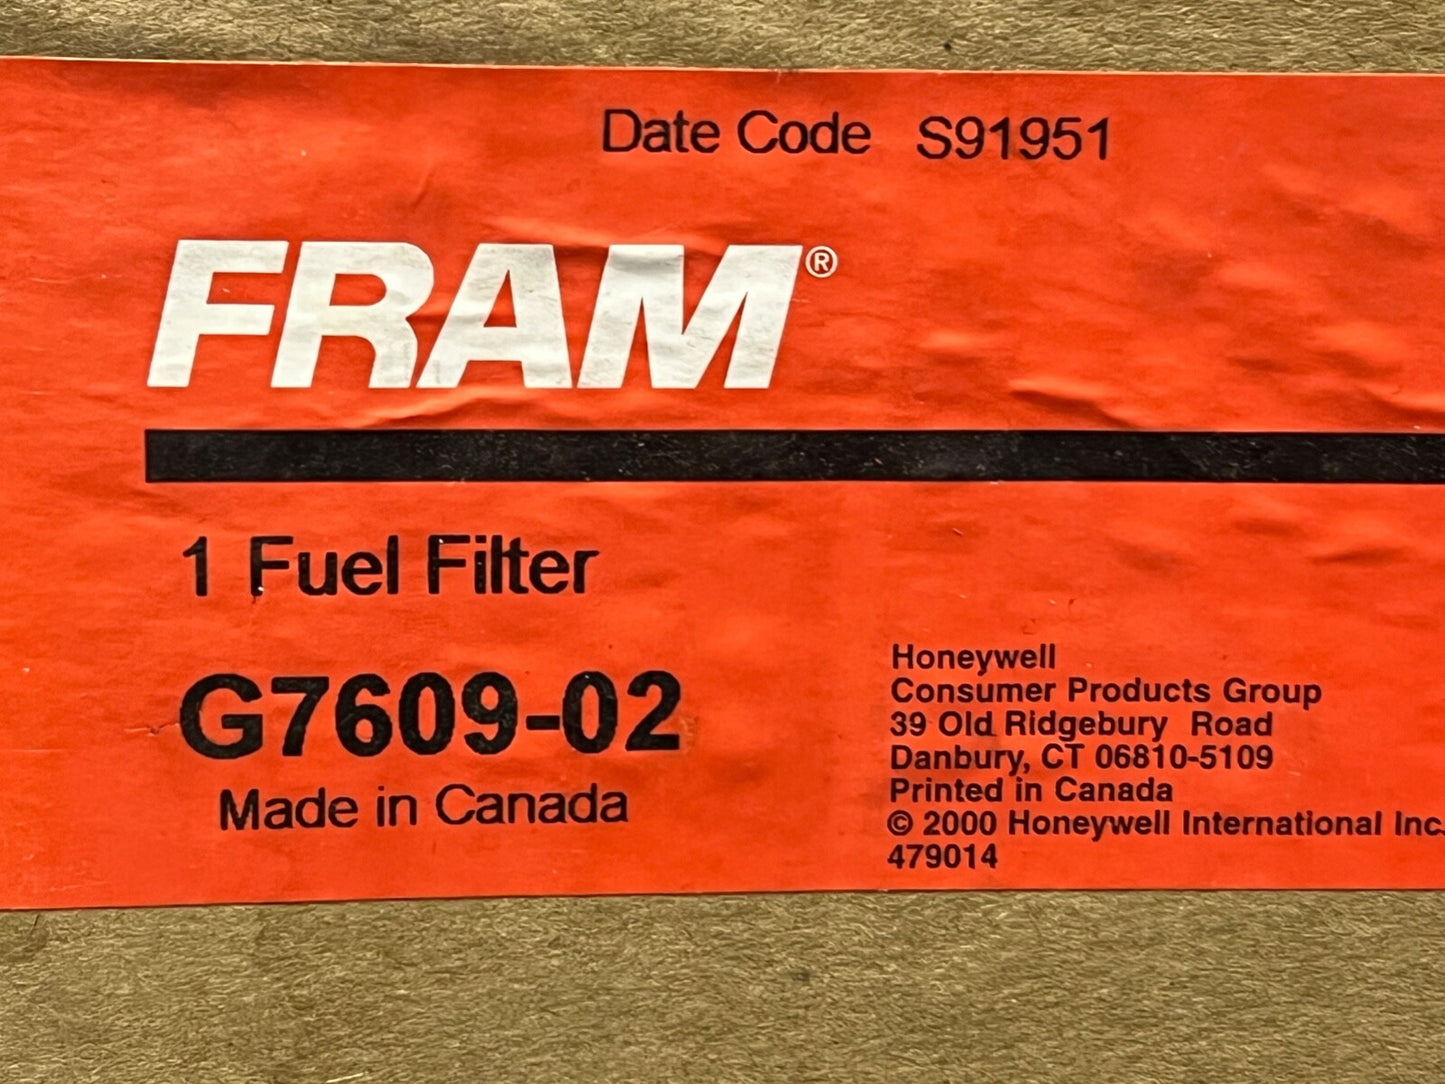 Date Code S91951
FRAM®
1 Fuel Filter
G7609-02
Made in Canada
Honeywell
Consumer Products Group
39 Old Ridgebury Road
Danbury, CT 06810-5109
Printed in Canada
© 2000 Honeywell International Inc.
479014